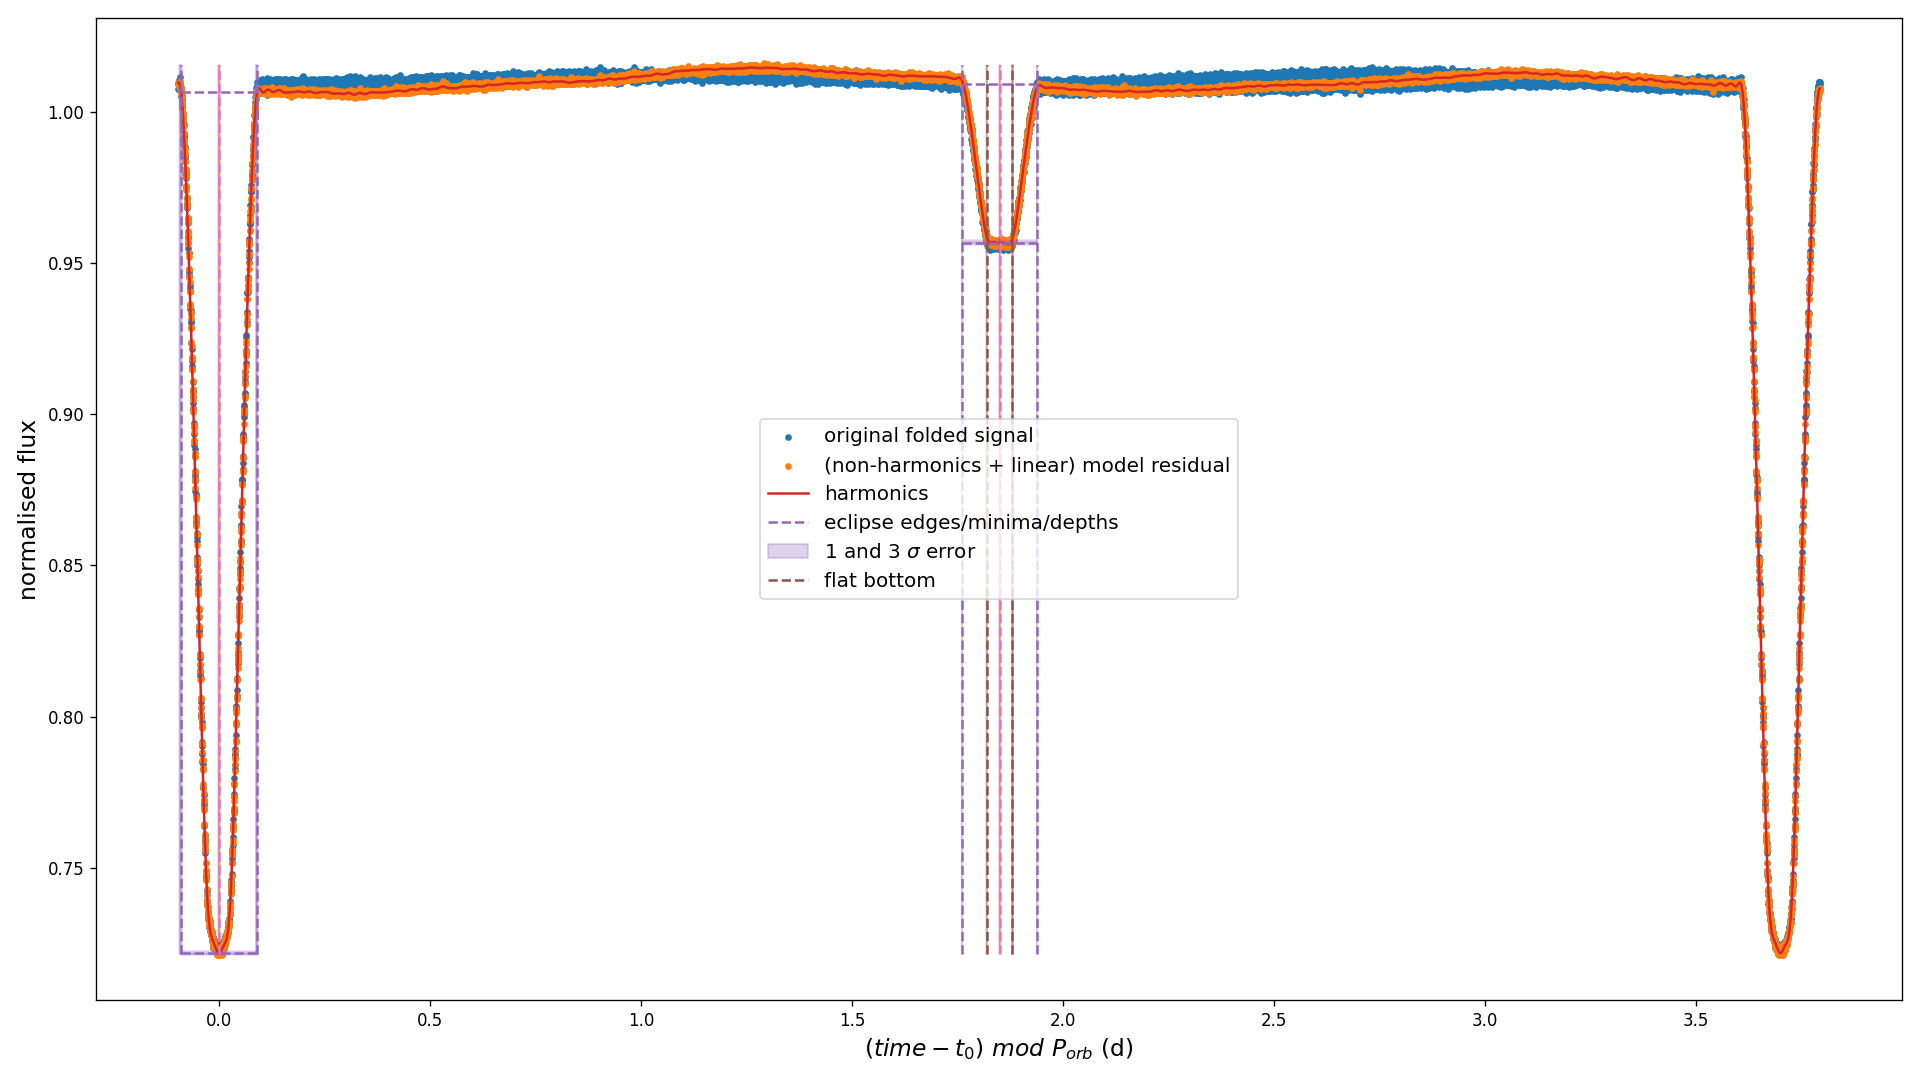 1.00
0.95
0.90
0.85
0.80
0.75
normalised flux
original folded signal
(non-harmonics + linear) model residual
harmonics
eclipse edges/minima/depths
1 and 3 σ error
flat bottom
0.0 0.5 1.0 1.5 2.0 2.5 3.0 3.5
(time − t₀) mod Pₒᵣb (d)